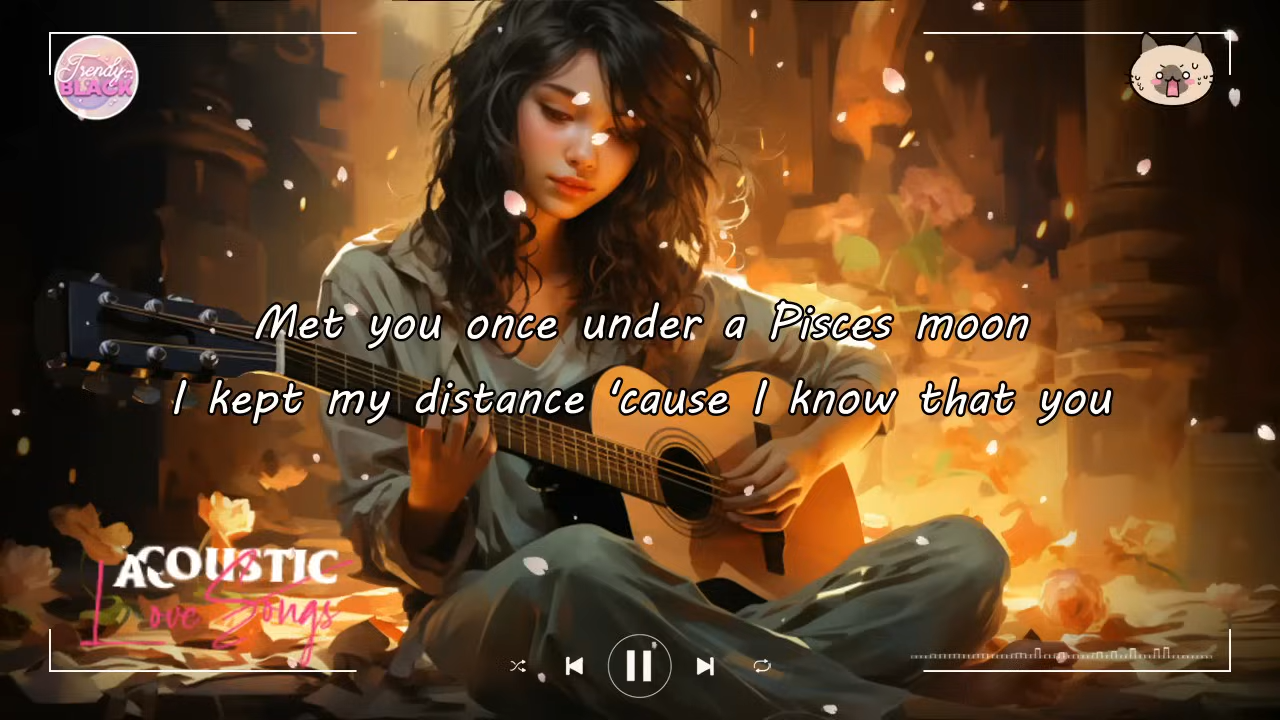 Trendy
BLACK
Met you once under a Pisces moon
I kept my distance ‘cause I know that you
ACOUSTIC
Love Songs